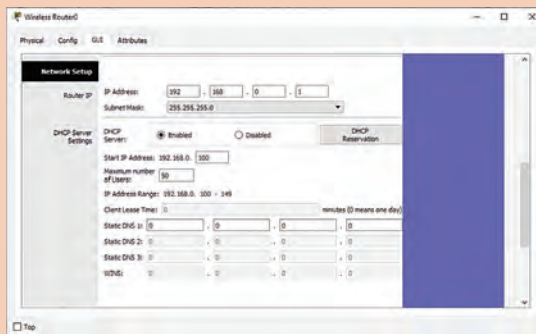 Wireless Router0
Physical Config GUI Attributes
Network Setup
Router IP
IP Address: 192 . 168 . 0 . 1
Subnet Mask: 255.255.255.0
DHCP Server Settings
DHCP Server: Enabled Disabled DHCP Reservation
Start IP Address: 192.168.0. 100
Maximum number of Users: 50
IP Address Range: 192.168.0. 100 - 149
Client Lease Time: 0 minutes (0 means one day)
Static DNS 1: 0 . 0 . 0 . 0
Static DNS 2: 0 . 0 . 0 . 0
Static DNS 3: 0 . 0 . 0 . 0
WINS: 0 . 0 . 0 . 0
Top